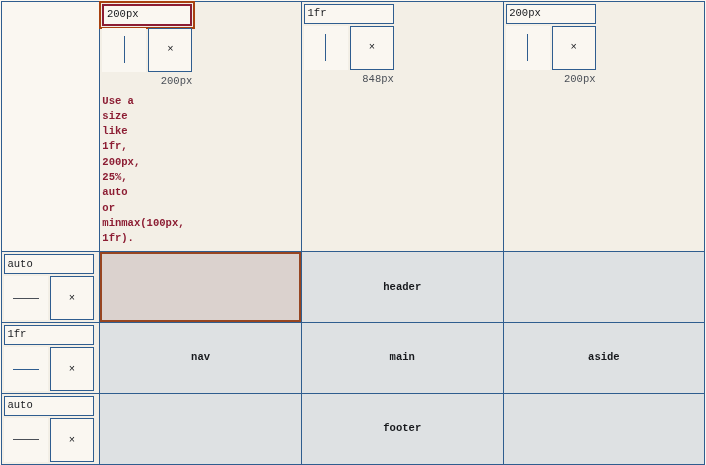 200px
1fr
200px
×
×
×
200px
848px
200px
Use a
size
like
1fr,
200px,
25%,
auto
or
minmax(100px,
1fr).
auto
×
header
1fr
×
nav
main
aside
auto
×
footer